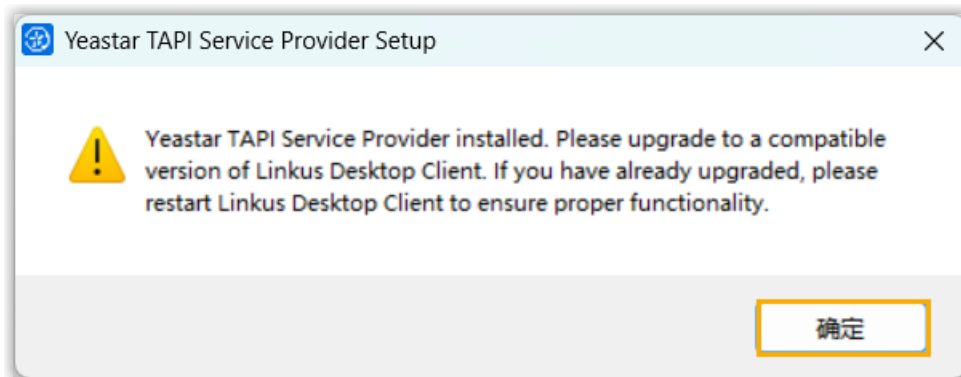 Yeastar TAPI Service Provider Setup
Yeastar TAPI Service Provider installed. Please upgrade to a compatible
version of Linkus Desktop Client. If you have already upgraded, please
restart Linkus Desktop Client to ensure proper functionality.
确定